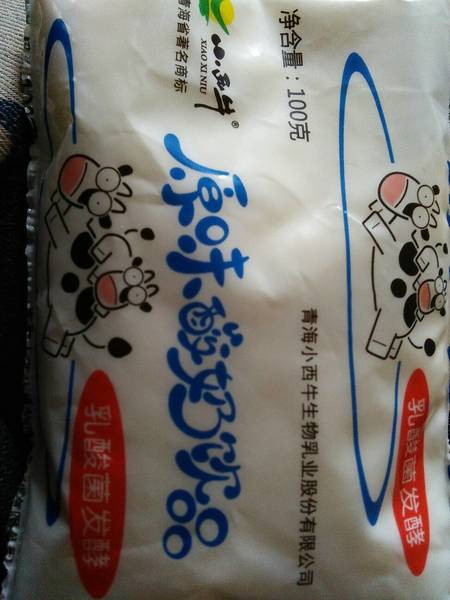 净含量：100克
小西牛®
XIAO XI NIU
青海省著名商标
原味酸奶饮品
青海小西牛生物乳业股份有限公司
乳酸菌发酵
乳酸菌发酵